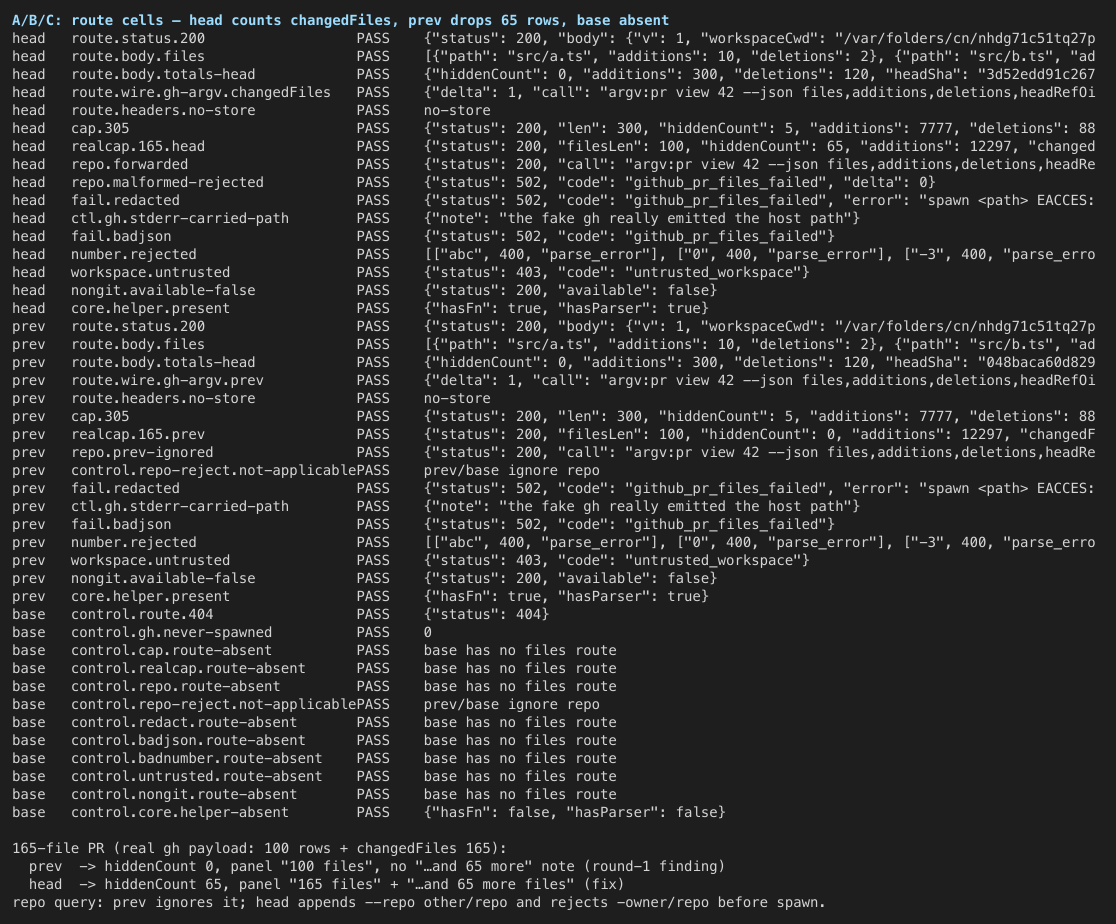 A/B/C: route cells — head counts changedFiles, prev drops 65 rows, base absent
head route.status.200 PASS {"status": 200, "body": {"v": 1, "workspaceCwd": "/var/folders/cn/nhdg71c51tq27p
head route.body.files PASS [{"path": "src/a.ts", "additions": 10, "deletions": 2}, {"path": "src/b.ts", "ad
head route.body.totals-head PASS {"hiddenCount": 0, "additions": 300, "deletions": 120, "headSha": "3d52edd91c267
head route.wire.gh-argv.changedFiles PASS {"delta": 1, "call": "argv:pr view 42 --json files,additions,deletions,headRefOi
head route.headers.no-store PASS no-store
head cap.305 PASS {"status": 200, "len": 300, "hiddenCount": 5, "additions": 7777, "deletions": 88
head realcap.165.head PASS {"status": 200, "filesLen": 100, "hiddenCount": 65, "additions": 12297, "changed
head repo.forwarded PASS {"status": 200, "call": "argv:pr view 42 --json files,additions,deletions,headRe
head repo.malformed-rejected PASS {"status": 502, "code": "github_pr_files_failed", "delta": 0}
head fail.redacted PASS {"status": 502, "code": "github_pr_files_failed", "error": "spawn <path> EACCES:
head ctl.gh.stderr-carried-path PASS {"note": "the fake gh really emitted the host path"}
head fail.badjson PASS {"status": 502, "code": "github_pr_files_failed"}
head number.rejected PASS [["abc", 400, "parse_error"], ["0", 400, "parse_error"], ["-3", 400, "parse_erro
head workspace.untrusted PASS {"status": 403, "code": "untrusted_workspace"}
head nongit.available-false PASS {"status": 200, "available": false}
head core.helper.present PASS {"hasFn": true, "hasParser": true}
prev route.status.200 PASS {"status": 200, "body": {"v": 1, "workspaceCwd": "/var/folders/cn/nhdg71c51tq27p
prev route.body.files PASS [{"path": "src/a.ts", "additions": 10, "deletions": 2}, {"path": "src/b.ts", "ad
prev route.body.totals-head PASS {"hiddenCount": 0, "additions": 300, "deletions": 120, "headSha": "048baca60d829
prev route.wire.gh-argv.prev PASS {"delta": 1, "call": "argv:pr view 42 --json files,additions,deletions,headRefOi
prev route.headers.no-store PASS no-store
prev cap.305 PASS {"status": 200, "len": 300, "hiddenCount": 5, "additions": 7777, "deletions": 88
prev realcap.165.prev PASS {"status": 200, "filesLen": 100, "hiddenCount": 0, "additions": 12297, "changedF
prev repo.prev-ignored PASS {"status": 200, "call": "argv:pr view 42 --json files,additions,deletions,headRe
prev control.repo-reject.not-applicablePASS prev/base ignore repo
prev fail.redacted PASS {"status": 502, "code": "github_pr_files_failed", "error": "spawn <path> EACCES:
prev ctl.gh.stderr-carried-path PASS {"note": "the fake gh really emitted the host path"}
prev fail.badjson PASS {"status": 502, "code": "github_pr_files_failed"}
prev number.rejected PASS [["abc", 400, "parse_error"], ["0", 400, "parse_error"], ["-3", 400, "parse_erro
prev workspace.untrusted PASS {"status": 403, "code": "untrusted_workspace"}
prev nongit.available-false PASS {"status": 200, "available": false}
prev core.helper.present PASS {"hasFn": true, "hasParser": true}
base control.route.404 PASS {"status": 404}
base control.gh.never-spawned PASS 0
base control.cap.route-absent PASS base has no files route
base control.realcap.route-absent PASS base has no files route
base control.repo.route-absent PASS base has no files route
base control.repo-reject.not-applicablePASS prev/base ignore repo
base control.redact.route-absent PASS base has no files route
base control.badjson.route-absent PASS base has no files route
base control.badnumber.route-absent PASS base has no files route
base control.untrusted.route-absent PASS base has no files route
base control.nongit.route-absent PASS base has no files route
base control.core.helper-absent PASS {"hasFn": false, "hasParser": false}
165-file PR (real gh payload: 100 rows + changedFiles 165):
prev -> hiddenCount 0, panel "100 files", no "…and 65 more" note (round-1 finding)
head -> hiddenCount 65, panel "165 files" + "…and 65 more files" (fix)
repo query: prev ignores it; head appends --repo other/repo and rejects -owner/repo before spawn.